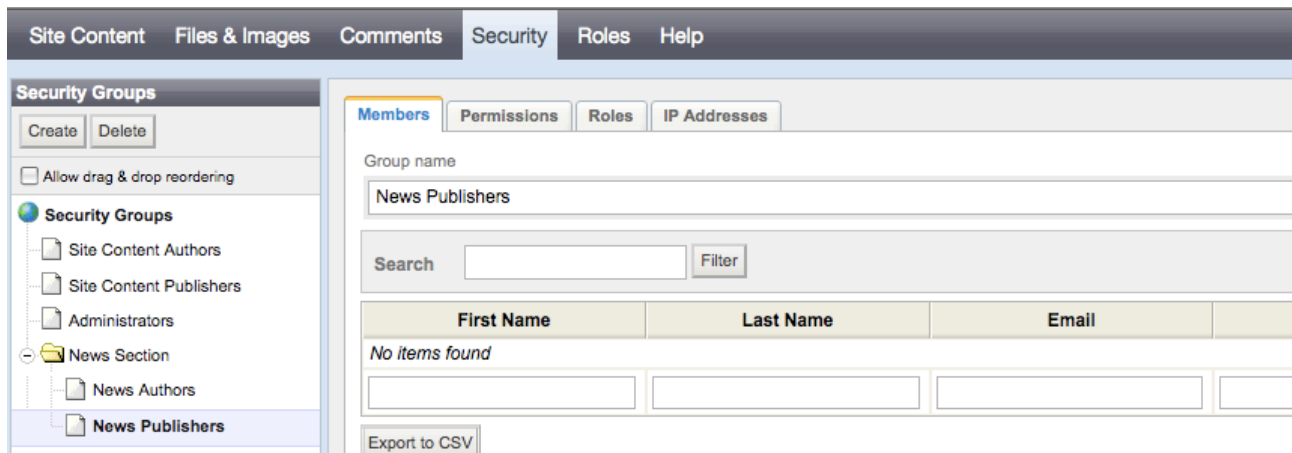 Site Content Files & Images Comments Security Roles Help
Security Groups
Create Delete
Allow drag & drop reordering
Security Groups
Site Content Authors
Site Content Publishers
Administrators
News Section
News Authors
News Publishers
Members Permissions Roles IP Addresses
Group name
News Publishers
Search Filter
First Name Last Name Email
No items found
Export to CSV